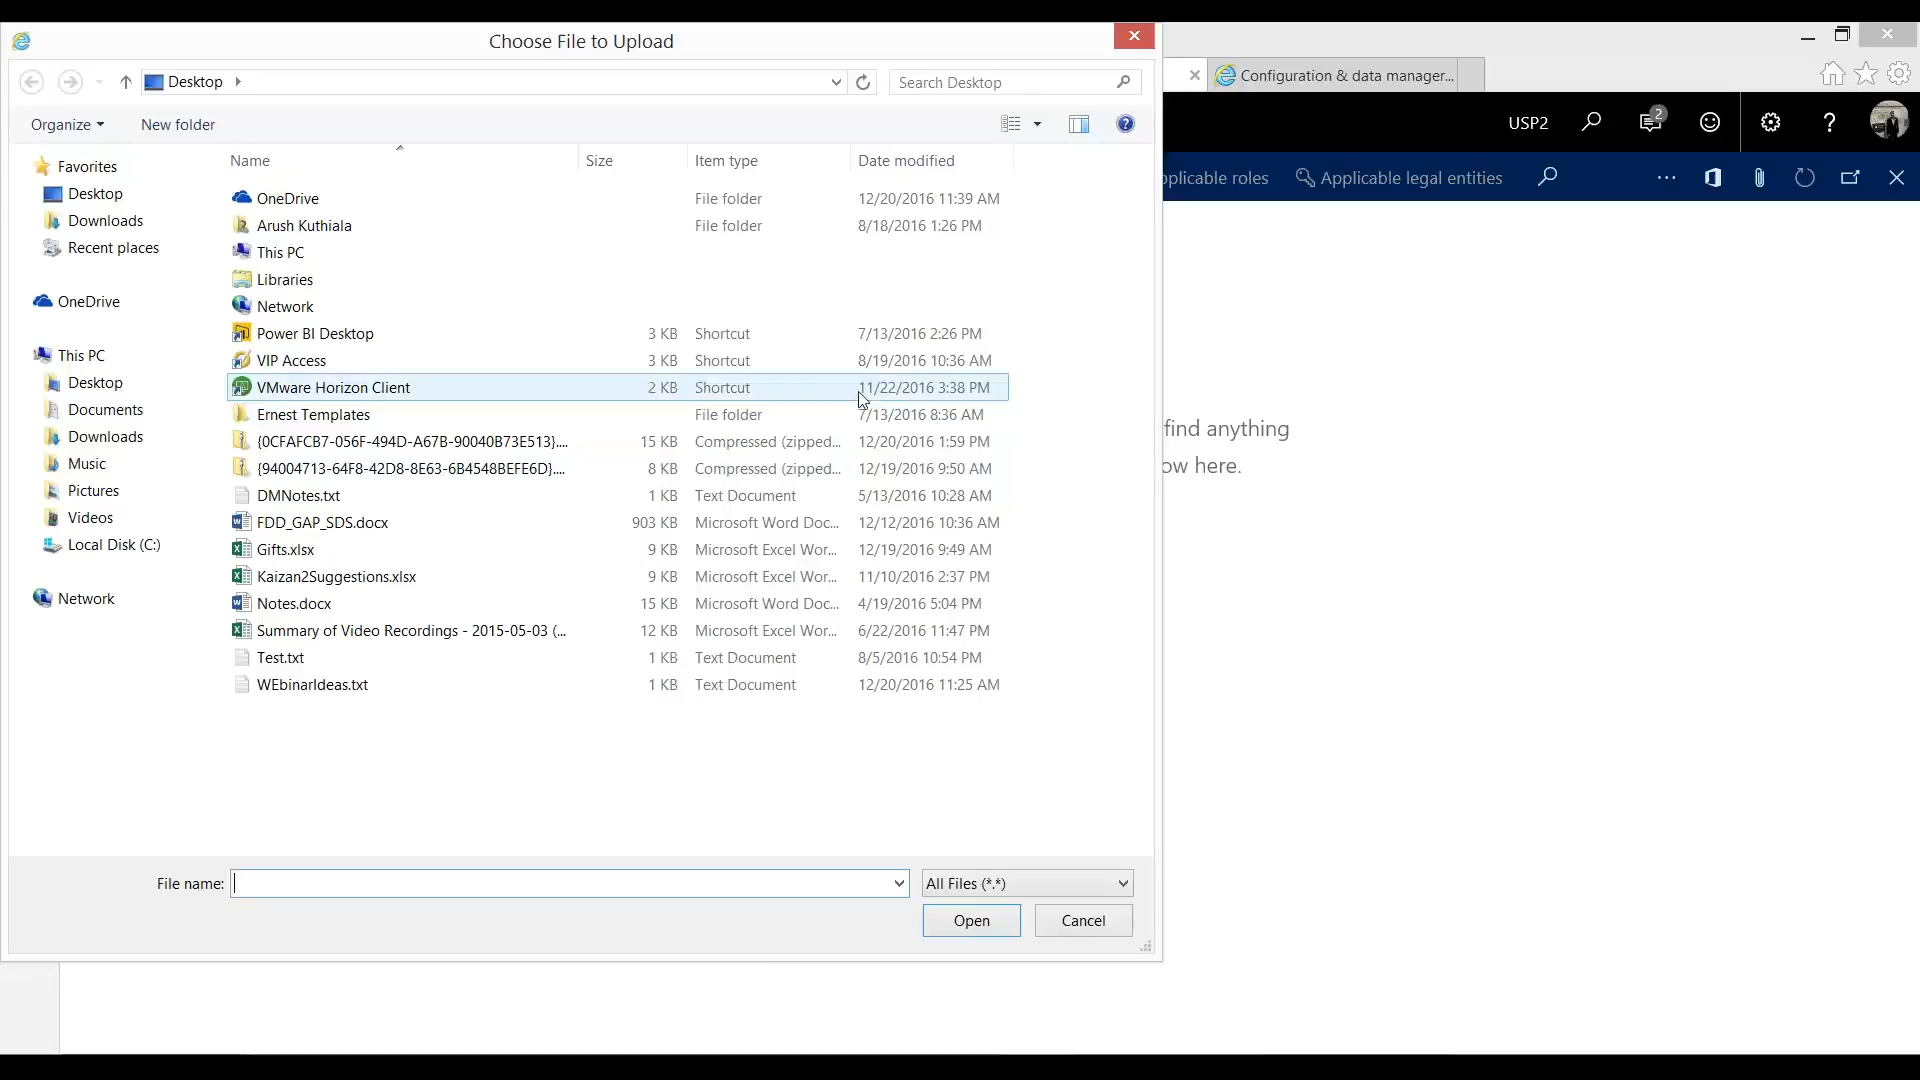 Choose File to Upload
Configuration & data manager...
Desktop
Search Desktop
USP2
2
?
Organize
New folder
plicable roles
Applicable legal entities
...
Name
Size
Item type
Date modified
Favorites
Desktop
Downloads
Recent places
OneDrive
This PC
Desktop
Documents
Downloads
Music
Pictures
Videos
Local Disk (C:)
Network
OneDrive File folder 12/20/2016 11:39 AM
Arush Kuthiala File folder 8/18/2016 1:26 PM
This PC
Libraries
Network
Power BI Desktop 3 KB Shortcut 7/13/2016 2:26 PM
VIP Access 3 KB Shortcut 8/19/2016 10:36 AM
VMware Horizon Client 2 KB Shortcut 11/22/2016 3:38 PM
Ernest Templates File folder 7/13/2016 8:36 AM
{0CFAFCB7-056F-494D-A67B-90040B73E513}.... 15 KB Compressed (zipped... 12/20/2016 1:59 PM
{94004713-64F8-42D8-8E63-6B4548BEFE6D}.... 8 KB Compressed (zipped... 12/19/2016 9:50 AM
DMNotes.txt 1 KB Text Document 5/13/2016 10:28 AM
FDD_GAP_SDS.docx 903 KB Microsoft Word Doc... 12/12/2016 10:36 AM
Gifts.xlsx 9 KB Microsoft Excel Wor... 12/19/2016 9:49 AM
Kaizan2Suggestions.xlsx 9 KB Microsoft Excel Wor... 11/10/2016 2:37 PM
Notes.docx 15 KB Microsoft Word Doc... 4/19/2016 5:04 PM
Summary of Video Recordings - 2015-05-03 (... 12 KB Microsoft Excel Wor... 6/22/2016 11:47 PM
Test.txt 1 KB Text Document 8/5/2016 10:54 PM
WEbinarIdeas.txt 1 KB Text Document 12/20/2016 11:25 AM
find anything
ow here.
File name:
All Files (*.*)
Open
Cancel